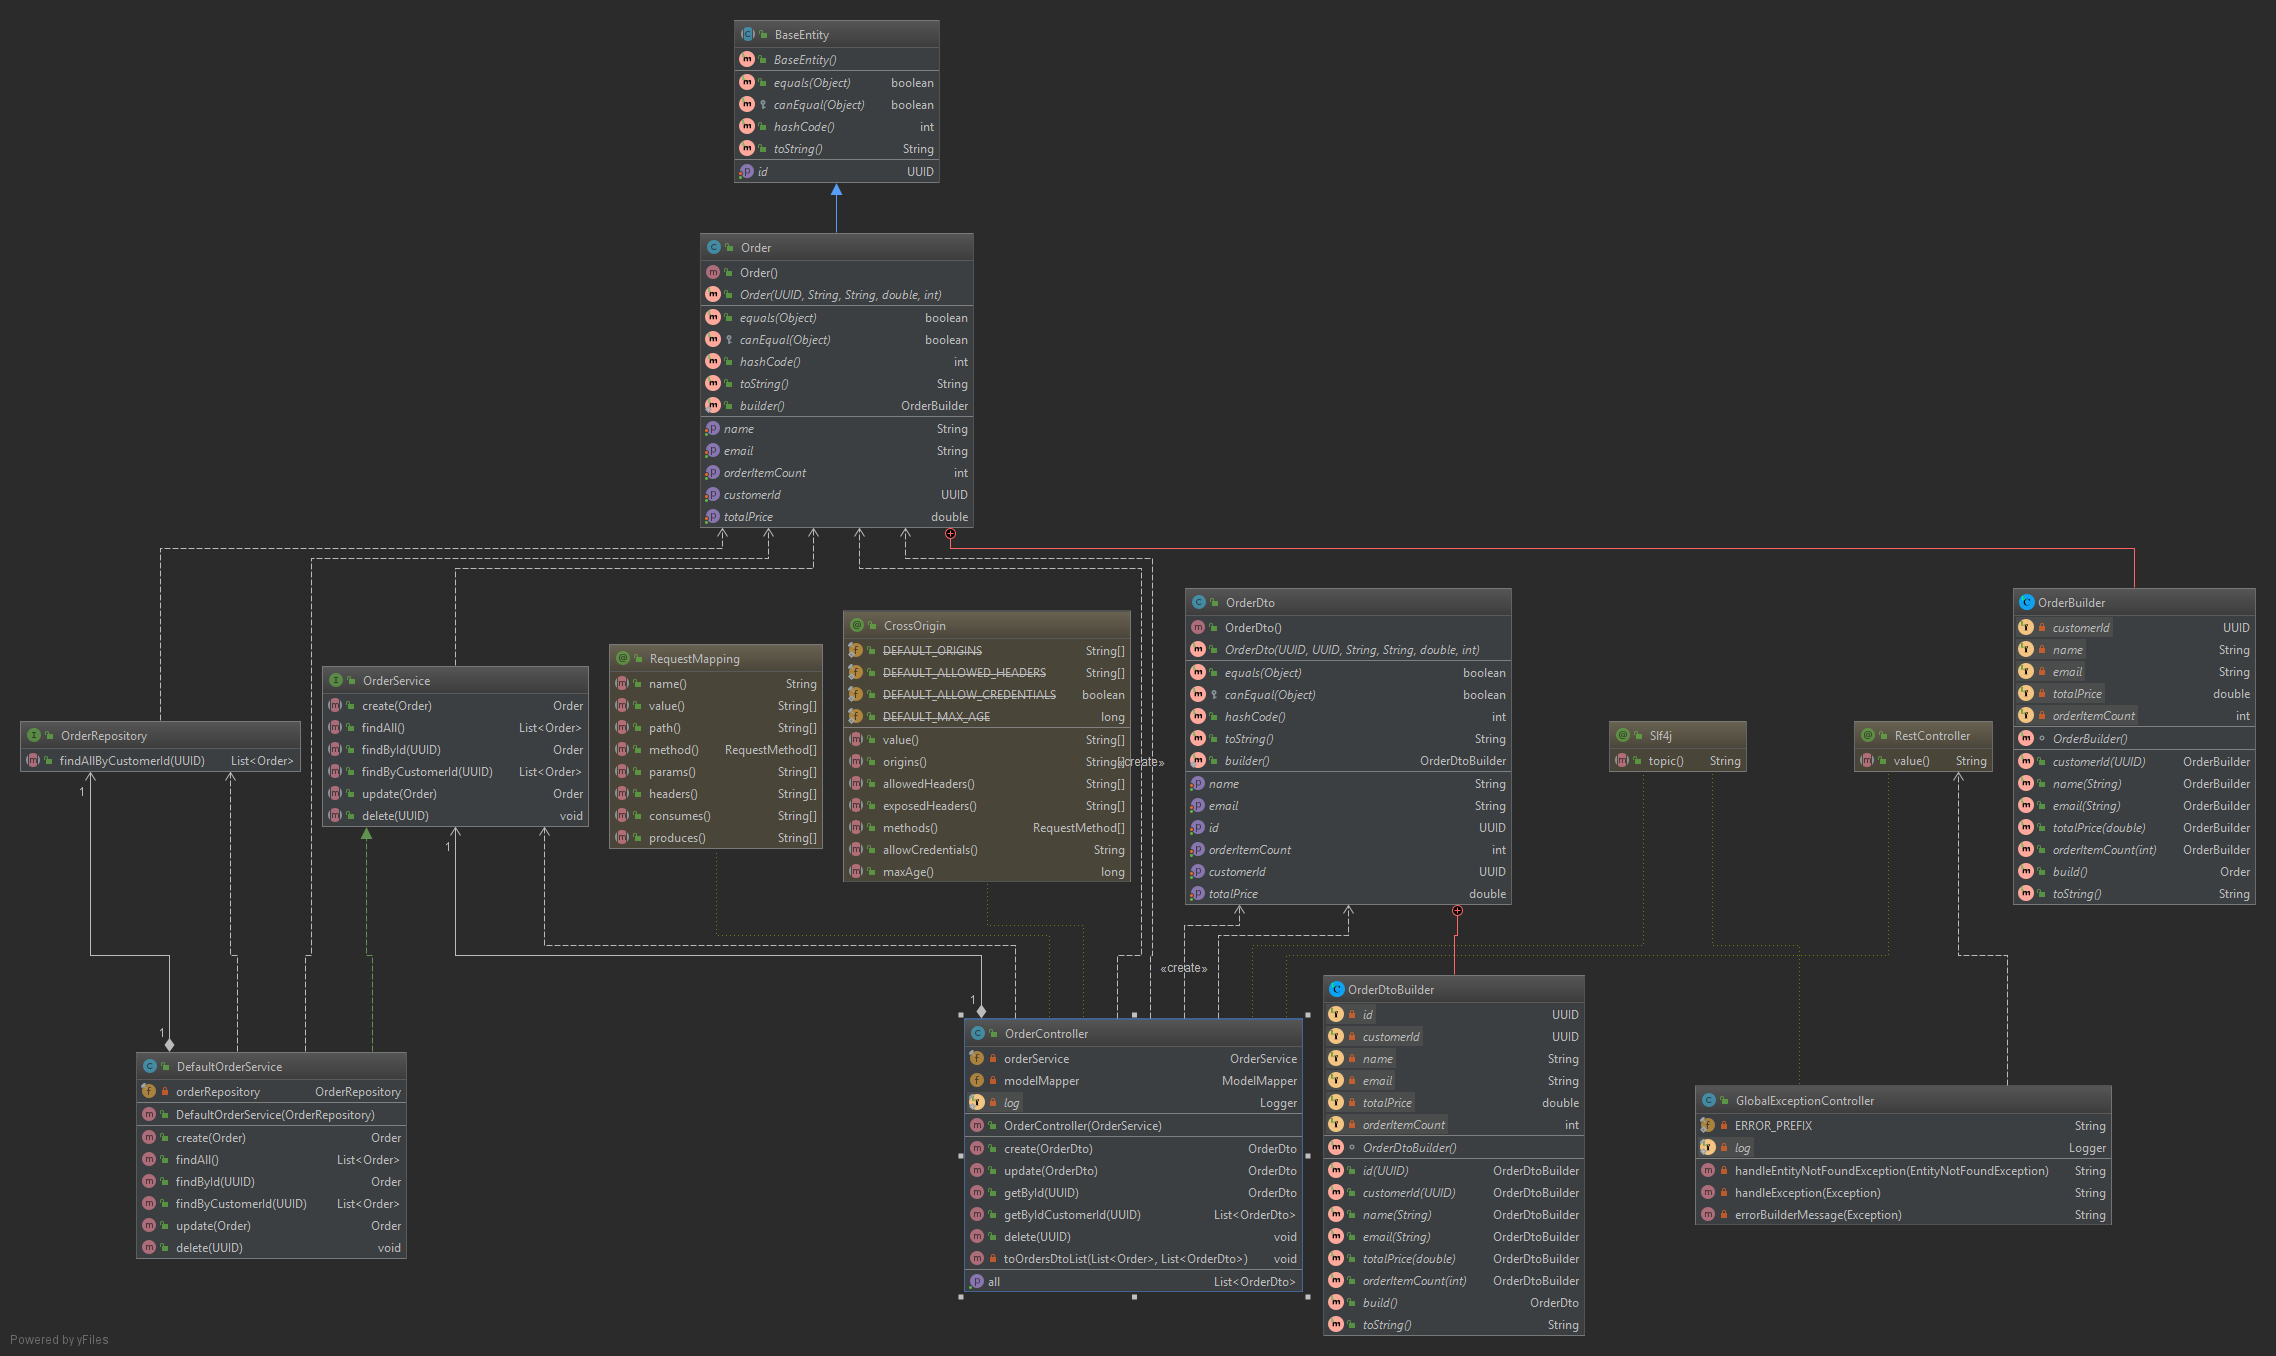 BaseEntity
BaseEntity()
equals(Object) boolean
canEqual(Object) boolean
hashCode() int
toString() String
id UUID
Order
Order()
Order(UUID, String, String, double, int)
equals(Object) boolean
canEqual(Object) boolean
hashCode() int
toString() String
builder() OrderBuilder
name String
email String
orderItemCount int
customerId UUID
totalPrice double
OrderRepository
findAllByCustomerId(UUID) List<Order>
1
1
OrderService
create(Order) Order
findAll() List<Order>
findById(UUID) Order
findByCustomerId(UUID) List<Order>
update(Order) Order
delete(UUID) void
1
1
RequestMapping
name() String
value() String[]
path() String[]
method() RequestMethod[]
params() String[]
headers() String[]
consumes() String[]
produces() String[]
CrossOrigin
DEFAULT_ORIGINS String[]
DEFAULT_ALLOWED_HEADERS String[]
DEFAULT_ALLOW_CREDENTIALS boolean
DEFAULT_MAX_AGE long
value() String[]
origins() String[]
allowedHeaders() String[]
exposedHeaders() String[]
methods() RequestMethod[]
allowCredentials() String
maxAge() long
«create»
«create»
OrderDto
OrderDto()
OrderDto(UUID, UUID, String, String, double, int)
equals(Object) boolean
canEqual(Object) boolean
hashCode() int
toString() String
builder() OrderDtoBuilder
name String
email String
id UUID
orderItemCount int
customerId UUID
totalPrice double
Slf4j
topic() String
RestController
value() String
OrderBuilder
customerId UUID
name String
email String
totalPrice double
orderItemCount int
OrderBuilder()
customerId(UUID) OrderBuilder
name(String) OrderBuilder
email(String) OrderBuilder
totalPrice(double) OrderBuilder
orderItemCount(int) OrderBuilder
build() Order
toString() String
DefaultOrderService
orderRepository OrderRepository
DefaultOrderService(OrderRepository)
create(Order) Order
findAll() List<Order>
findById(UUID) Order
findByCustomerId(UUID) List<Order>
update(Order) Order
delete(UUID) void
OrderController
orderService OrderService
modelMapper ModelMapper
log Logger
OrderController(OrderService)
create(OrderDto) OrderDto
update(OrderDto) OrderDto
getById(UUID) OrderDto
getByIdCustomerId(UUID) List<OrderDto>
delete(UUID) void
toOrdersDtoList(List<Order>, List<OrderDto>) void
all List<OrderDto>
OrderDtoBuilder
id UUID
customerId UUID
name String
email String
totalPrice double
orderItemCount int
OrderDtoBuilder()
id(UUID) OrderDtoBuilder
customerId(UUID) OrderDtoBuilder
name(String) OrderDtoBuilder
email(String) OrderDtoBuilder
totalPrice(double) OrderDtoBuilder
orderItemCount(int) OrderDtoBuilder
build() OrderDto
toString() String
GlobalExceptionController
ERROR_PREFIX String
log Logger
handleEntityNotFoundException(EntityNotFoundException) String
handleException(Exception) String
errorBuilderMessage(Exception) String
Powered by yFiles